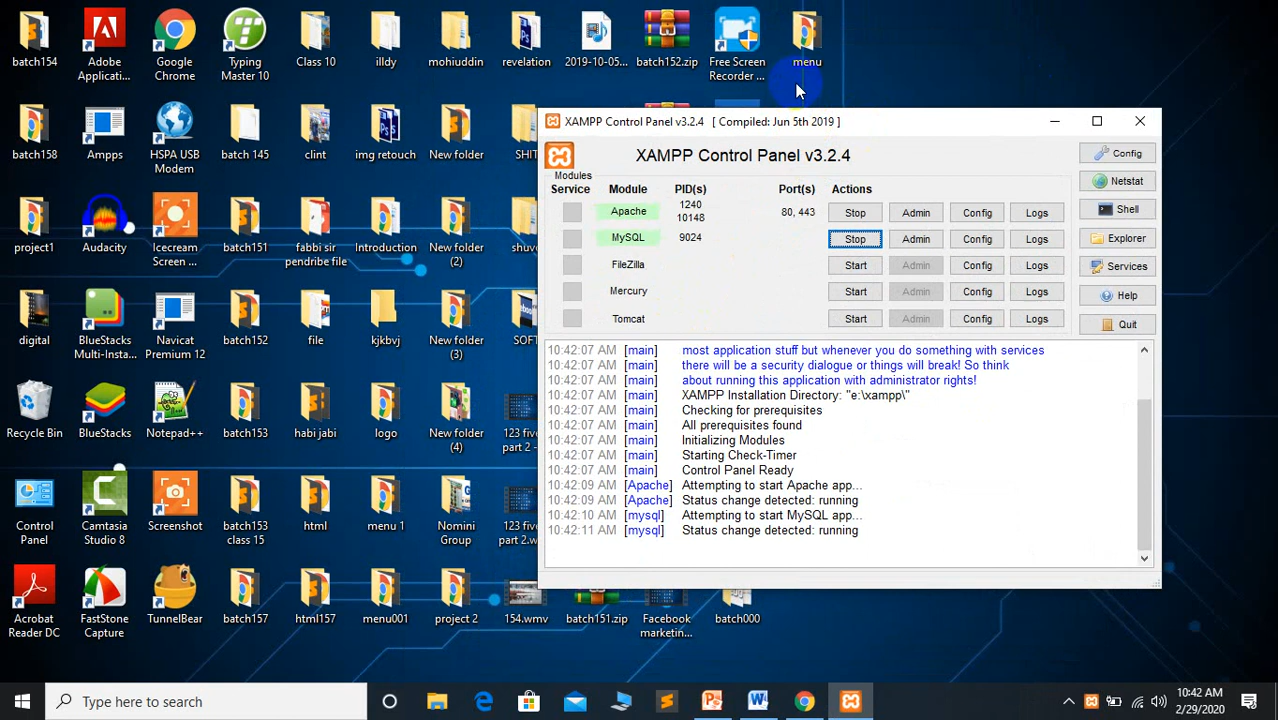 batch154
Adobe Applicati...
Google Chrome
Typing Master 10
Class 10
illdy
mohiuddin
revelation
2019-10-05...
batch152.zip
Free Screen Recorder ...
menu
batch158
Ampps
HSPA USB Modem
batch 145
clint
img retouch
New folder
SHI
project1
Audacity
Icecream Screen ...
batch151
fabbi sir pendribe file
Introduction
New folder (2)
shuv
digital
BlueStacks Multi-Insta...
Navicat Premium 12
batch152
file
kjkbvj
New folder (3)
SOF
Recycle Bin
BlueStacks
Notepad++
batch153
habi jabi
logo
New folder (4)
123 five part 2 -
Control Panel
Camtasia Studio 8
Screenshot
batch153 class 15
html
menu 1
Nomini Group
123 five part 2.w
Acrobat Reader DC
FastStone Capture
TunnelBear
batch157
html157
menu001
project 2
154.wmv
batch151.zip
Facebook marketin...
batch000
XAMPP Control Panel v3.2.4 [ Compiled: Jun 5th 2019 ]
XAMPP Control Panel v3.2.4
Modules
Service Module PID(s) Port(s) Actions
Apache 1240 10148 80, 443 Stop Admin Config Logs
MySQL 9024 Stop Admin Config Logs
FileZilla Start Admin Config Logs
Mercury Start Admin Config Logs
Tomcat Start Admin Config Logs
Config
Netstat
Shell
Explorer
Services
Help
Quit
10:42:07 AM [main] most application stuff but whenever you do something with services
10:42:07 AM [main] there will be a security dialogue or things will break! So think
10:42:07 AM [main] about running this application with administrator rights!
10:42:07 AM [main] XAMPP Installation Directory: "e:\xampp\"
10:42:07 AM [main] Checking for prerequisites
10:42:07 AM [main] All prerequisites found
10:42:07 AM [main] Initializing Modules
10:42:07 AM [main] Starting Check-Timer
10:42:07 AM [main] Control Panel Ready
10:42:09 AM [Apache] Attempting to start Apache app...
10:42:09 AM [Apache] Status change detected: running
10:42:10 AM [mysql] Attempting to start MySQL app...
10:42:11 AM [mysql] Status change detected: running
Type here to search
10:42 AM
2/29/2020